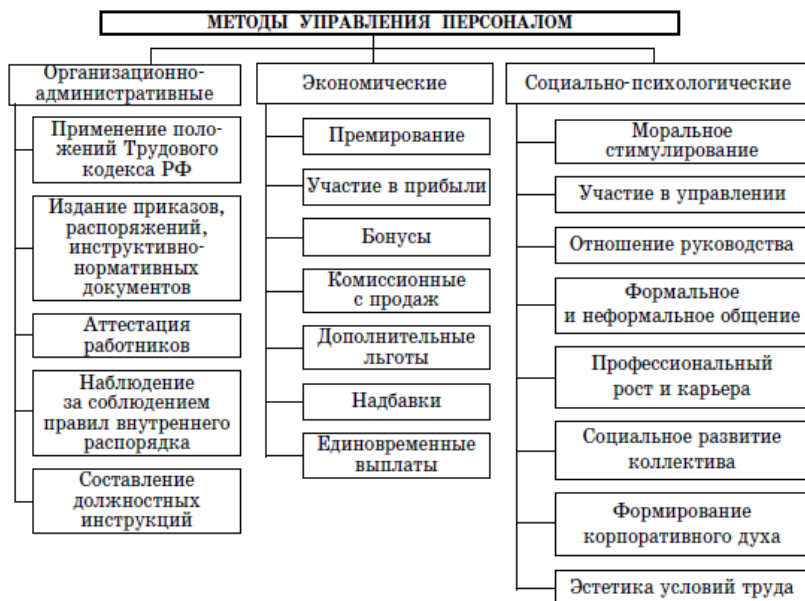 МЕТОДЫ УПРАВЛЕНИЯ ПЕРСОНАЛОМ
Организационно-
административные
Применение поло-
жений Трудового
кодекса РФ
Издание приказов,
распоряжений,
инструктивно-
нормативных
документов
Аттестация
работников
Наблюдение
за соблюдением
правил внутреннего
распорядка
Составление
должностных
инструкций
Экономические
Премирование
Участие в прибыли
Бонусы
Комиссионные
с продаж
Дополнительные
льготы
Надбавки
Единовременные
выплаты
Социально-психологические
Моральное
стимулирование
Участие в управлении
Отношение руководства
Формальное
и неформальное общение
Профессиональный
рост и карьера
Социальное развитие
коллектива
Формирование
корпоративного духа
Эстетика условий труда